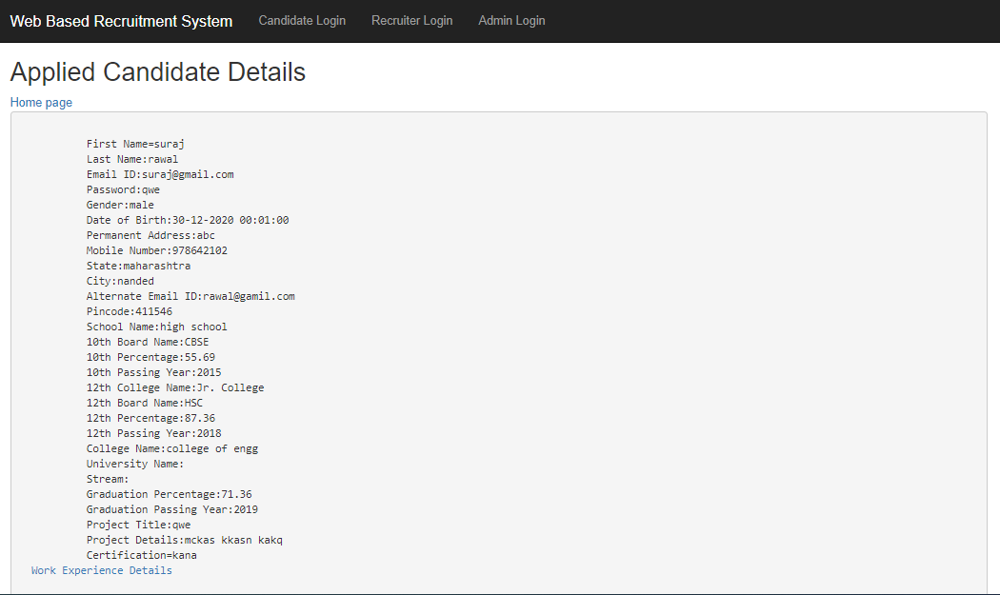 Web Based Recruitment System Candidate Login Recruiter Login Admin Login
Applied Candidate Details
Home page
First Name=suraj
Last Name:rawal
Email ID:suraj@gmail.com
Password:qwe
Gender:male
Date of Birth:30-12-2020 00:01:00
Permanent Address:abc
Mobile Number:978642102
State:maharashtra
City:nanded
Alternate Email ID:rawal@gamil.com
Pincode:411546
School Name:high school
10th Board Name:CBSE
10th Percentage:55.69
10th Passing Year:2015
12th College Name:Jr. College
12th Board Name:HSC
12th Percentage:87.36
12th Passing Year:2018
College Name:college of engg
University Name:
Stream:
Graduation Percentage:71.36
Graduation Passing Year:2019
Project Title:qwe
Project Details:mckas kkasn kakq
Certification=kana
Work Experience Details